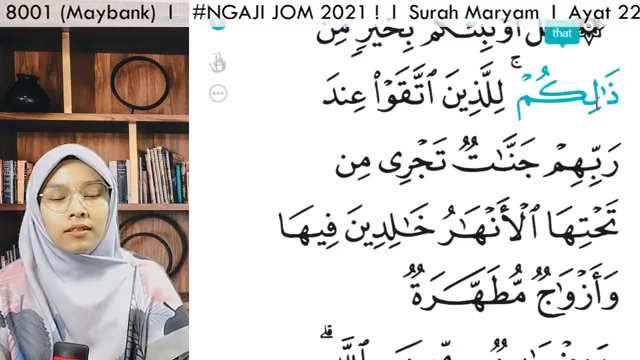 8001 (Maybank) I #NGAJI JOM 2021 ! I Surah Maryam I Ayat 22
that
بِخَيْرٍ مِّن
ذَٰلِكُمْ ۚ لِلَّذِينَ ٱتَّقَوْا۟ عِندَ
رَبِّهِمْ جَنَّـٰتٌ تَجْرِى مِن
تَحْتِهَا ٱلْأَنْهَـٰرُ خَـٰلِدِينَ فِيهَا
وَأَزْوَٰجٌ مُّطَهَّرَةٌ